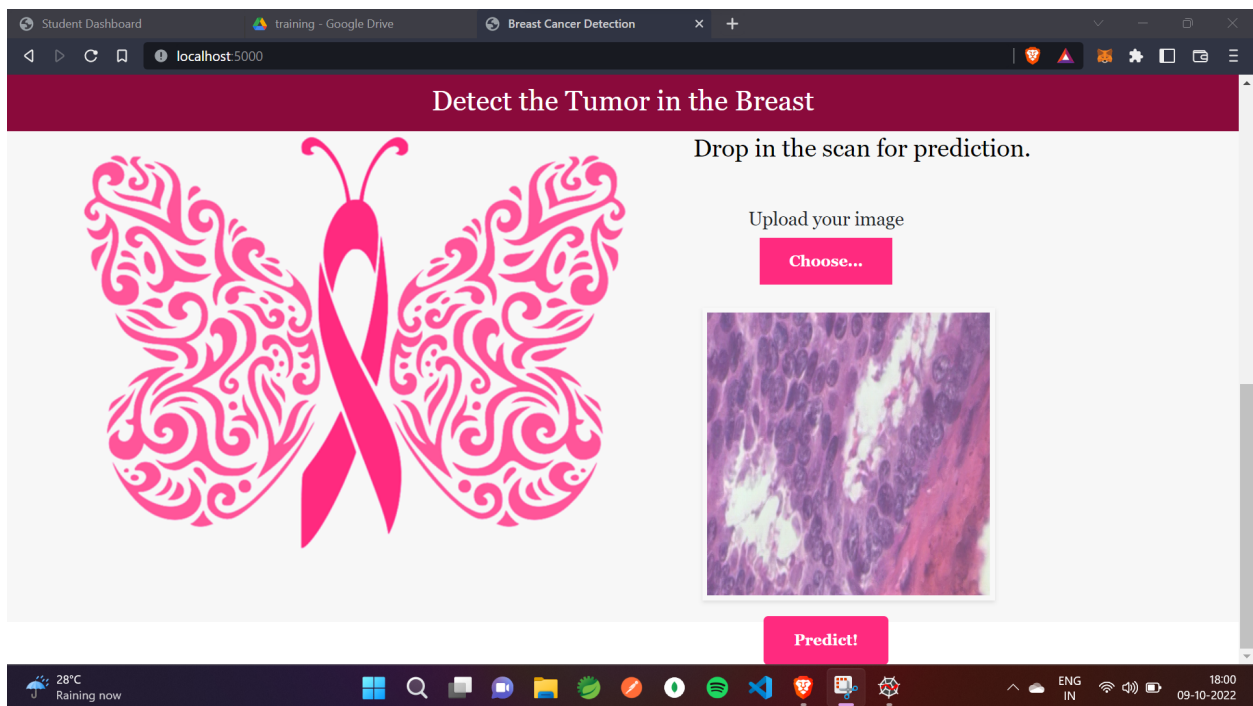 Student Dashboard
training - Google Drive
Breast Cancer Detection
localhost:5000
Detect the Tumor in the Breast
Drop in the scan for prediction.
Upload your image
Choose...
Predict!
28°C
Raining now
ENG
IN
18:00
09-10-2022